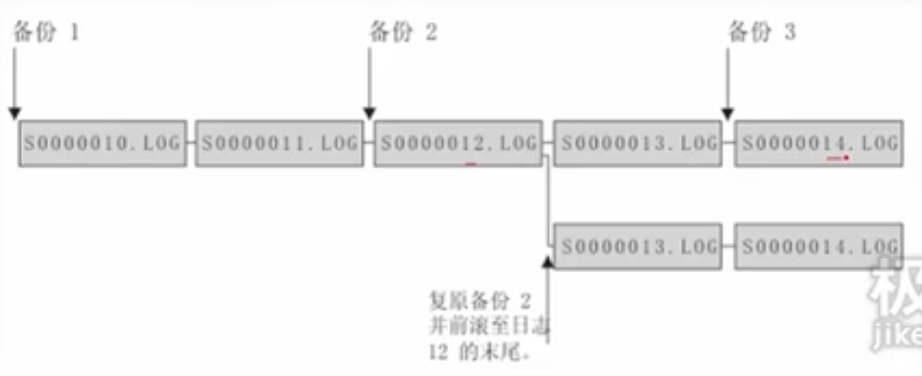 备份 1
备份 2
备份 3
S0000010.LOG
S0000011.LOG
S0000012.LOG
S0000013.LOG
S0000014.LOG
S0000013.LOG
S0000014.LOG
复原备份 2
并前滚至日志
12 的末尾。
极
jike